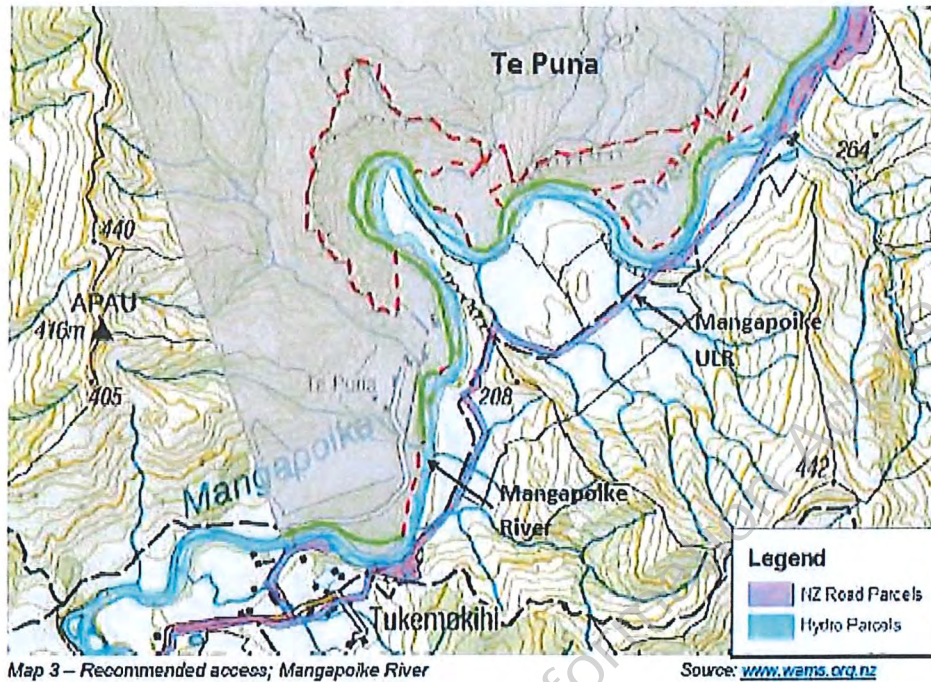 Te Puna
264
440
APAU
416m
405
Te Puna
Mangapoike
ULR
208
442
Mangapoike
Mangapoike
River
River
Tukemokihi
Legend
NZ Road Parcels
Hydro Parcels
Map 3 – Recommended access; Mangapoike River
Source: www.wams.org.nz